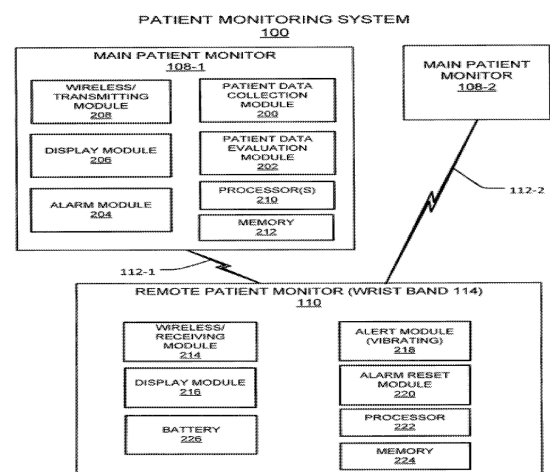 PATIENT MONITORING SYSTEM
100
MAIN PATIENT MONITOR
108-1
WIRELESS/
TRANSMITTING MODULE
208
PATIENT DATA
COLLECTION
MODULE
200
DISPLAY MODULE
206
PATIENT DATA
EVALUATION
MODULE
202
ALARM MODULE
204
PROCESSOR(S)
210
MEMORY
212
MAIN PATIENT
MONITOR
108-2
112-2
112-1
REMOTE PATIENT MONITOR (WRIST BAND 114)
110
WIRELESS/
RECEIVING
MODULE
214
ALERT MODULE
(VIBRATING)
218
DISPLAY MODULE
216
ALARM RESET
MODULE
220
BATTERY
226
PROCESSOR
222
MEMORY
224